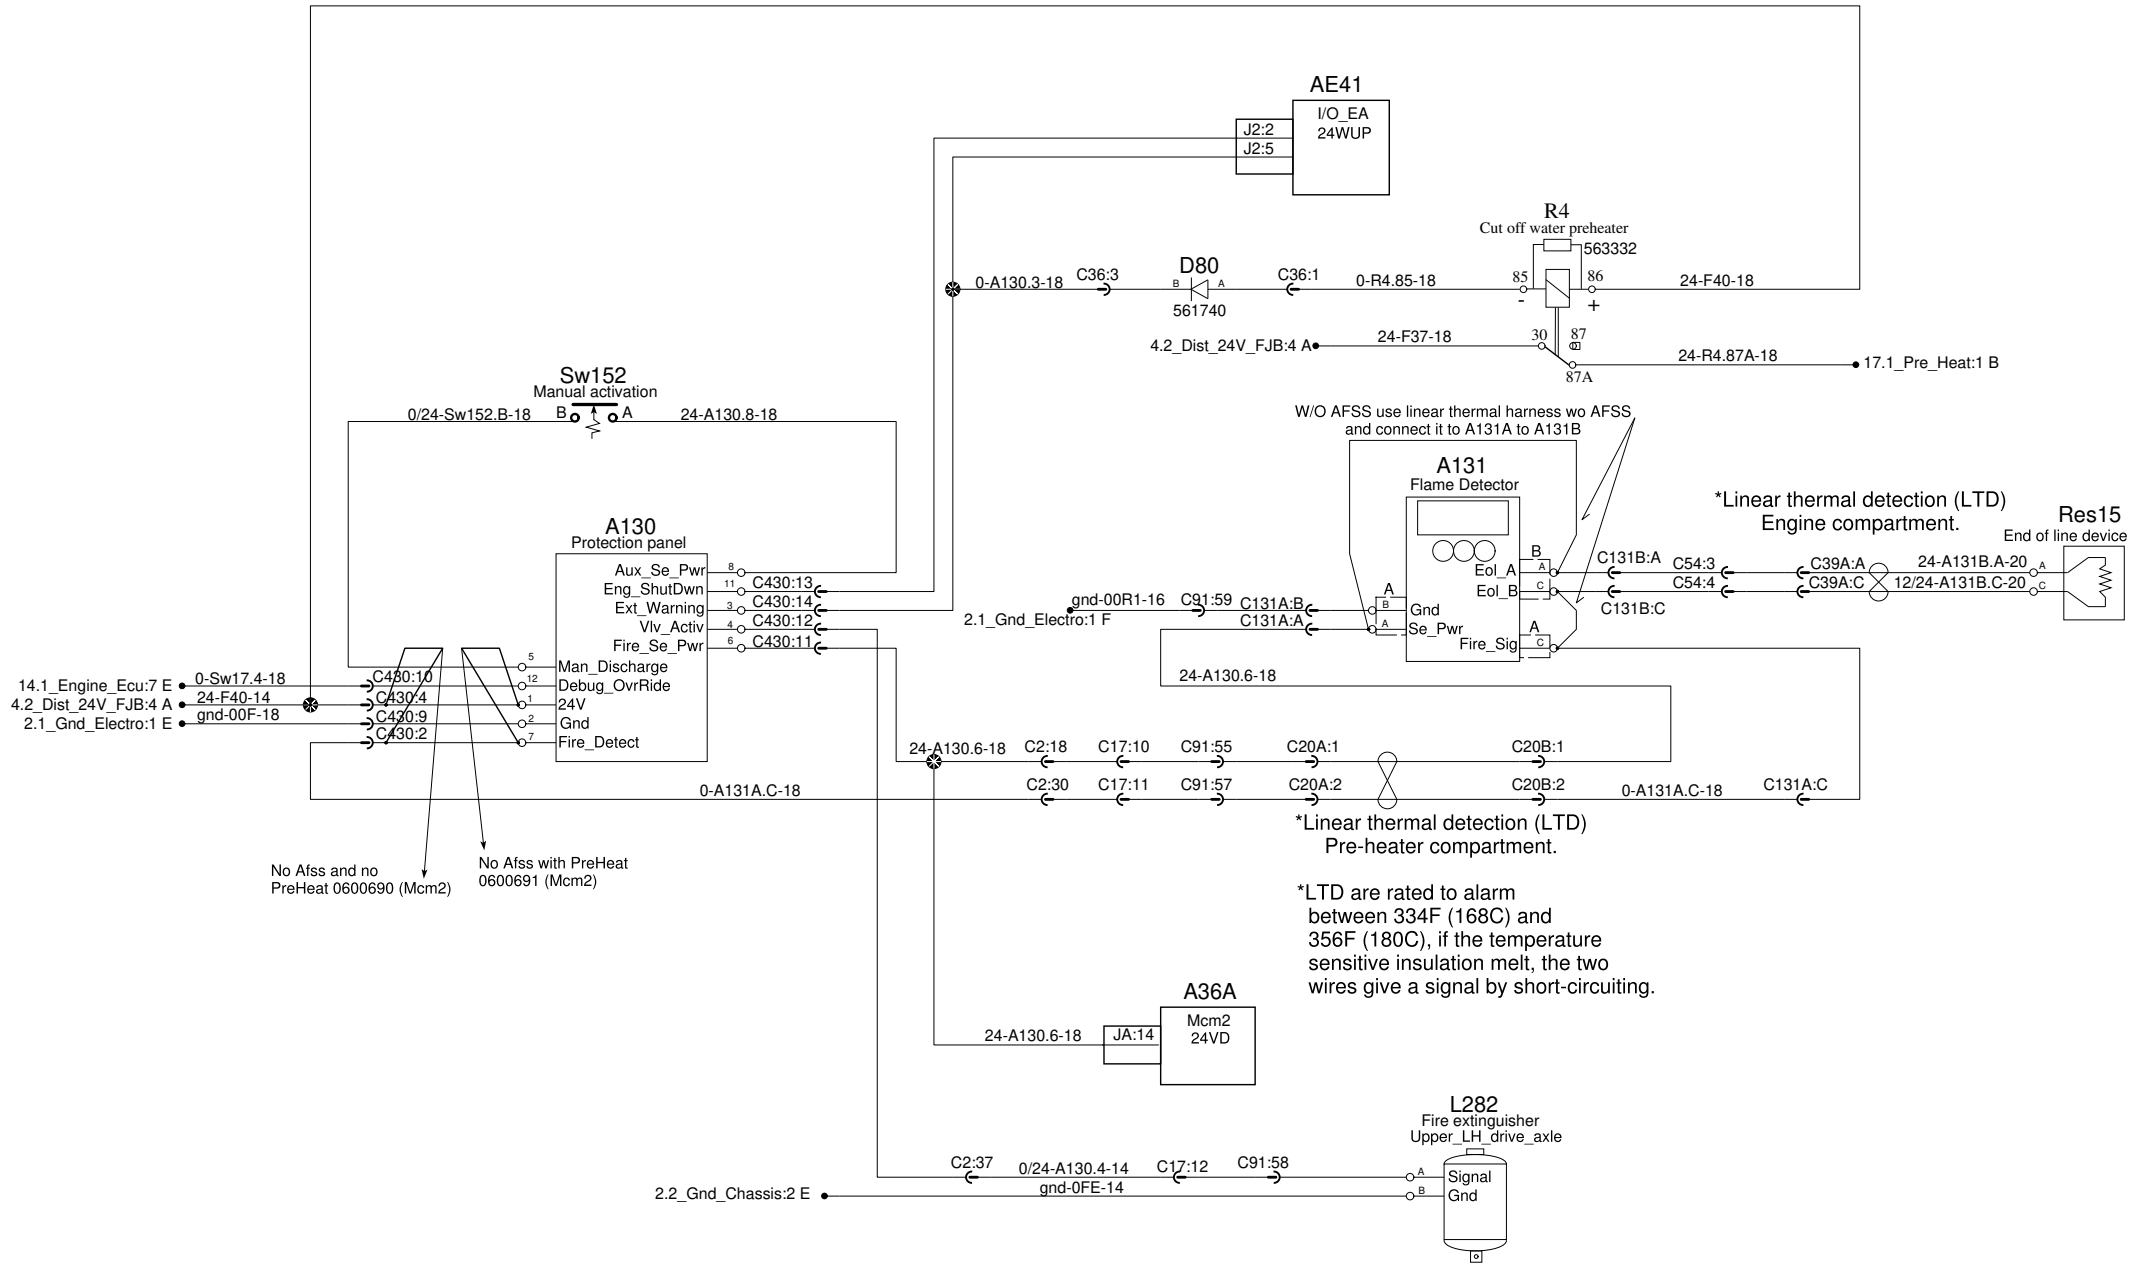 AE41
I/O_EA
24WUP
J2:2
J2:5
R4
Cut off water preheater
563332
0-A130.3-18
C36:3
B
D80
A
561740
C36:1
0-R4.85-18
85
-
86
+
24-F40-18
4.2_Dist_24V_FJB:4 A
24-F37-18
30
87
87A
24-R4.87A-18
17.1_Pre_Heat:1 B
Sw152
Manual activation
0/24-Sw152.B-18
B
A
24-A130.8-18
W/O AFSS use linear thermal harness wo AFSS
and connect it to A131A to A131B
A131
Flame Detector
B
Eol_A
A
Eol_B
C
A
Gnd
B
Se_Pwr
A
Fire_Sig
A
C
*Linear thermal detection (LTD)
Engine compartment.
Res15
End of line device
C131B:A
C54:3
C39A:A
24-A131B.A-20
A
C131B:C
C54:4
C39A:C
12/24-A131B.C-20
C
gnd-00R1-16
C91:59
C131A:B
2.1_Gnd_Electro:1 F
C131A:A
24-A130.6-18
A130
Protection panel
Aux_Se_Pwr
8
Eng_ShutDwn
11
C430:13
Ext_Warning
3
C430:14
Vlv_Activ
4
C430:12
Fire_Se_Pwr
6
C430:11
5
Man_Discharge
14.1_Engine_Ecu:7 E
0-Sw17.4-18
C430:10
12
Debug_OvrRide
4.2_Dist_24V_FJB:4 A
24-F40-14
C430:4
1
24V
2.1_Gnd_Electro:1 E
gnd-00F-18
C430:9
2
Gnd
C430:2
7
Fire_Detect
24-A130.6-18
C2:18
C17:10
C91:55
C20A:1
C20B:1
0-A131A.C-18
C2:30
C17:11
C91:57
C20A:2
C20B:2
0-A131A.C-18
C131A:C
*Linear thermal detection (LTD)
Pre-heater compartment.
No Afss and no
PreHeat 0600690 (Mcm2)
No Afss with PreHeat
0600691 (Mcm2)
*LTD are rated to alarm
between 334F (168C) and
356F (180C), if the temperature
sensitive insulation melt, the two
wires give a signal by short-circuiting.
A36A
Mcm2
24VD
24-A130.6-18
JA:14
L282
Fire extinguisher
Upper_LH_drive_axle
C2:37
0/24-A130.4-14
C17:12
C91:58
A
Signal
2.2_Gnd_Chassis:2 E
gnd-0FE-14
B
Gnd